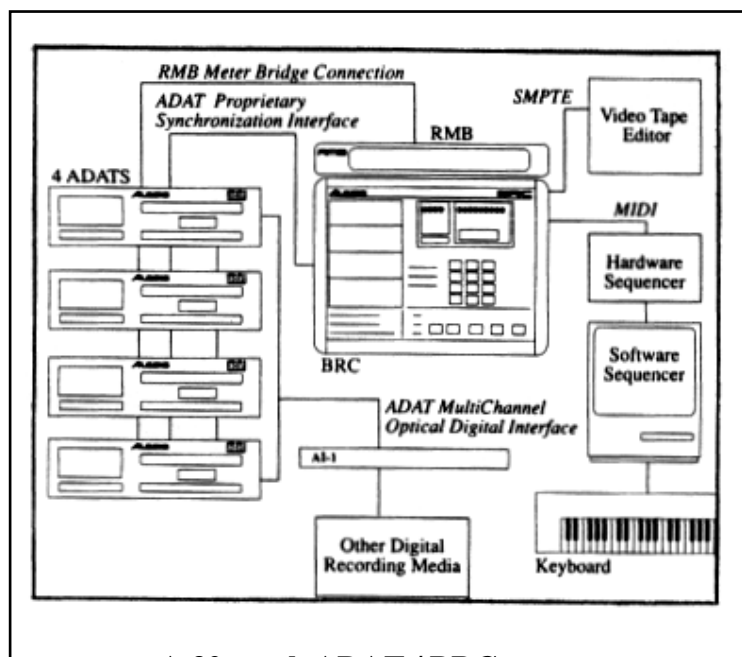 RMB Meter Bridge Connection
ADAT Proprietary
Synchronization Interface
SMPTE
Video Tape
Editor
RMB
4 ADATS
MIDI
Hardware
Sequencer
Software
Sequencer
BRC
ADAT MultiChannel
Optical Digital Interface
AI-1
Other Digital
Recording Media
Keyboard